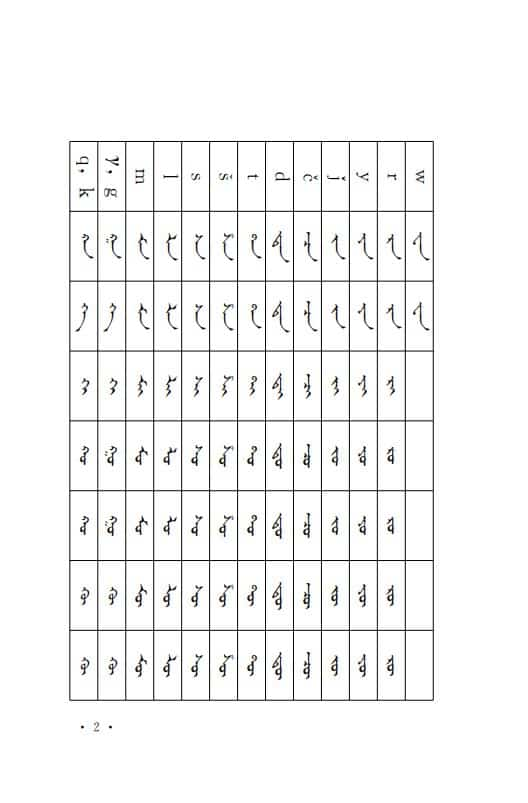 q, k ᠬᠠ ᠬᠡ ᠬᠢ ᠬᠣ ᠬᠤ ᠬᠥ ᠬᠦ
γ, g ᠭᠠ ᠭᠡ ᠭᠢ ᠭᠣ ᠭᠤ ᠭᠥ ᠭᠦ
m ᠮᠠ ᠮᠡ ᠮᠢ ᠮᠣ ᠮᠤ ᠮᠥ ᠮᠦ
l ᠯᠠ ᠯᠡ ᠯᠢ ᠯᠣ ᠯᠤ ᠯᠥ ᠯᠦ
s ᠰᠠ ᠰᠡ ᠰᠢ ᠰᠣ ᠰᠤ ᠰᠥ ᠰᠦ
š ᠱᠠ ᠱᠡ ᠱᠢ ᠱᠣ ᠱᠤ ᠱᠥ ᠱᠦ
t ᠲᠠ ᠲᠡ ᠲᠢ ᠲᠣ ᠲᠤ ᠲᠥ ᠲᠦ
d ᠳᠠ ᠳᠡ ᠳᠢ ᠳᠣ ᠳᠤ ᠳᠥ ᠳᠦ
č ᠴᠠ ᠴᠡ ᠴᠢ ᠴᠣ ᠴᠤ ᠴᠥ ᠴᠦ
ǰ ᠵᠠ ᠵᠡ ᠵᠢ ᠵᠣ ᠵᠤ ᠵᠥ ᠵᠦ
y ᠶᠠ ᠶᠡ ᠶᠢ ᠶᠣ ᠶᠤ ᠶᠥ ᠶᠦ
r ᠷᠠ ᠷᠡ ᠷᠢ ᠷᠣ ᠷᠤ ᠷᠥ ᠷᠦ
w ᠸᠠ ᠸᠡ
· 2 ·